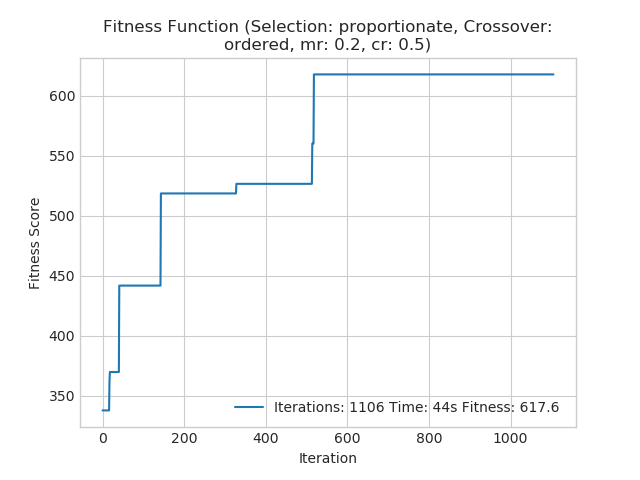 Fitness Function (Selection: proportionate, Crossover:
ordered, mr: 0.2, cr: 0.5)
Fitness Score
600
550
500
450
400
350
Iterations: 1106 Time: 44s Fitness: 617.6
0
200
400
600
800
1000
Iteration